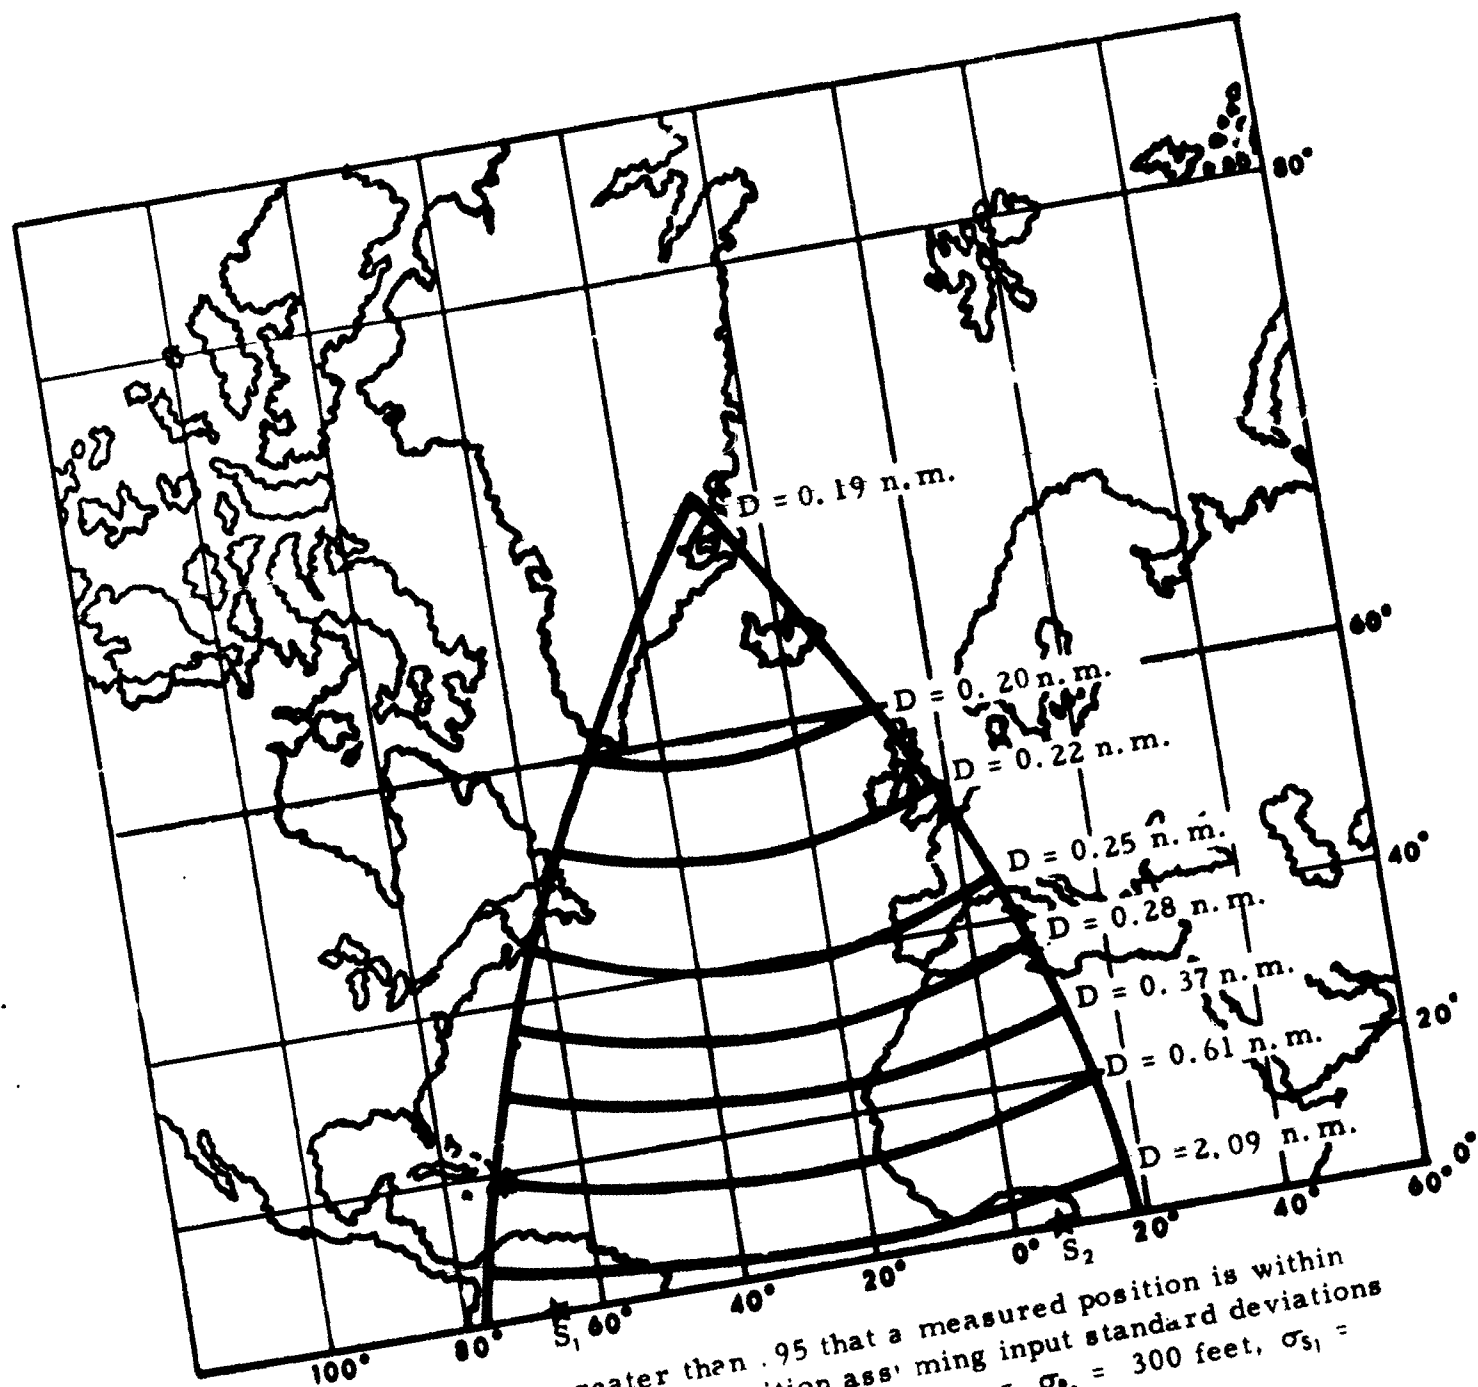 80°
D = 0.19 n.m.
60°
D = 0.20 n.m.
D = 0.22 n.m.
D = 0.25 n.m.
40°
D = 0.28 n.m.
D = 0.37 n.m.
20°
D = 0.61 n.m.
D = 2.09 n.m.
0°
100° 80° S₁ 60° 40° 20° 0° S₂ 20° 40° 60°
than .95 that a measured position is within
input standard deviations
= 300 feet, σS₁ =